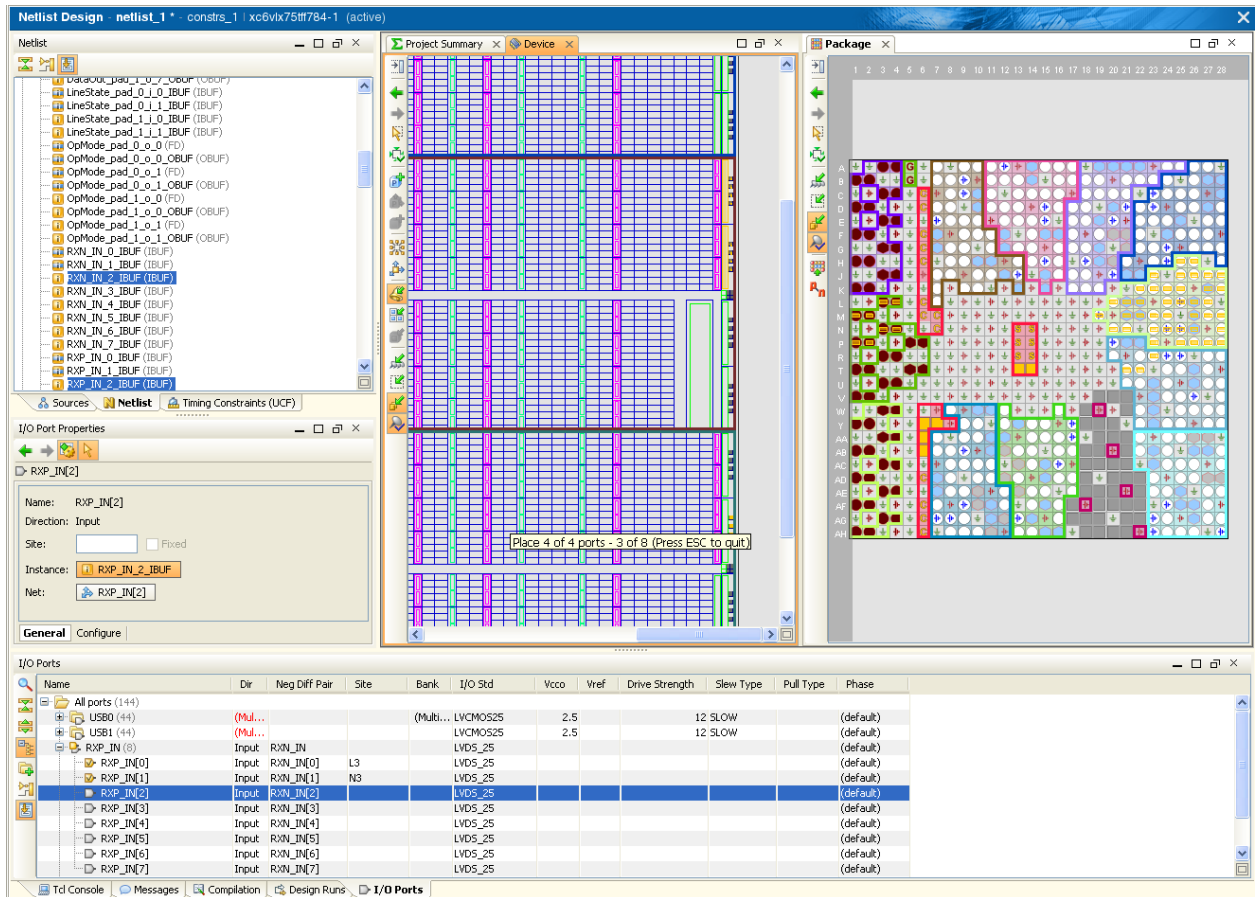 Netlist Design - netlist_1 * - constrs_1 | xc6vlx75tff784-1 (active)
Netlist
DataOut_pad_1_o_7_OBUF (OBUF)
LineState_pad_0_i_0_IBUF (IBUF)
LineState_pad_0_i_1_IBUF (IBUF)
LineState_pad_1_i_0_IBUF (IBUF)
LineState_pad_1_i_1_IBUF (IBUF)
OpMode_pad_0_o_0 (FD)
OpMode_pad_0_o_0_OBUF (OBUF)
OpMode_pad_0_o_1 (FD)
OpMode_pad_0_o_1_OBUF (OBUF)
OpMode_pad_1_o_0 (FD)
OpMode_pad_1_o_0_OBUF (OBUF)
OpMode_pad_1_o_1 (FD)
OpMode_pad_1_o_1_OBUF (OBUF)
RXN_IN_0_IBUF (IBUF)
RXN_IN_1_IBUF (IBUF)
RXN_IN_2_IBUF (IBUF)
RXN_IN_3_IBUF (IBUF)
RXN_IN_4_IBUF (IBUF)
RXN_IN_5_IBUF (IBUF)
RXN_IN_6_IBUF (IBUF)
RXN_IN_7_IBUF (IBUF)
RXP_IN_0_IBUF (IBUF)
RXP_IN_1_IBUF (IBUF)
RXP_IN_2_IBUF (IBUF)
Sources Netlist Timing Constraints (UCF)
I/O Port Properties
RXP_IN[2]
Name: RXP_IN[2]
Direction: Input
Site: Fixed
Instance: RXP_IN_2_IBUF
Net: RXP_IN[2]
General Configure
Project Summary Device
Place 4 of 4 ports - 3 of 8 (Press ESC to quit)
Package
1 2 3 4 5 6 7 8 9 10 11 12 13 14 15 16 17 18 19 20 21 22 23 24 25 26 27 28
A
B
C
D
E
F
G
H
J
K
L
M
N
P
R
T
U
V
W
Y
AA
AB
AC
AD
AE
AF
AG
AH
I/O Ports
Name Dir Neg Diff Pair Site Bank I/O Std Vcco Vref Drive Strength Slew Type Pull Type Phase
All ports (144)
USB0 (44) (Mul... (Multi... LVCMOS25 2.5 12 SLOW (default)
USB1 (44) (Mul... LVCMOS25 2.5 12 SLOW (default)
RXP_IN (8) Input RXN_IN LVDS_25 (default)
RXP_IN[0] Input RXN_IN[0] L3 LVDS_25 (default)
RXP_IN[1] Input RXN_IN[1] N3 LVDS_25 (default)
RXP_IN[2] Input RXN_IN[2] LVDS_25 (default)
RXP_IN[3] Input RXN_IN[3] LVDS_25 (default)
RXP_IN[4] Input RXN_IN[4] LVDS_25 (default)
RXP_IN[5] Input RXN_IN[5] LVDS_25 (default)
RXP_IN[6] Input RXN_IN[6] LVDS_25 (default)
RXP_IN[7] Input RXN_IN[7] LVDS_25 (default)
Tcl Console Messages Compilation Design Runs I/O Ports